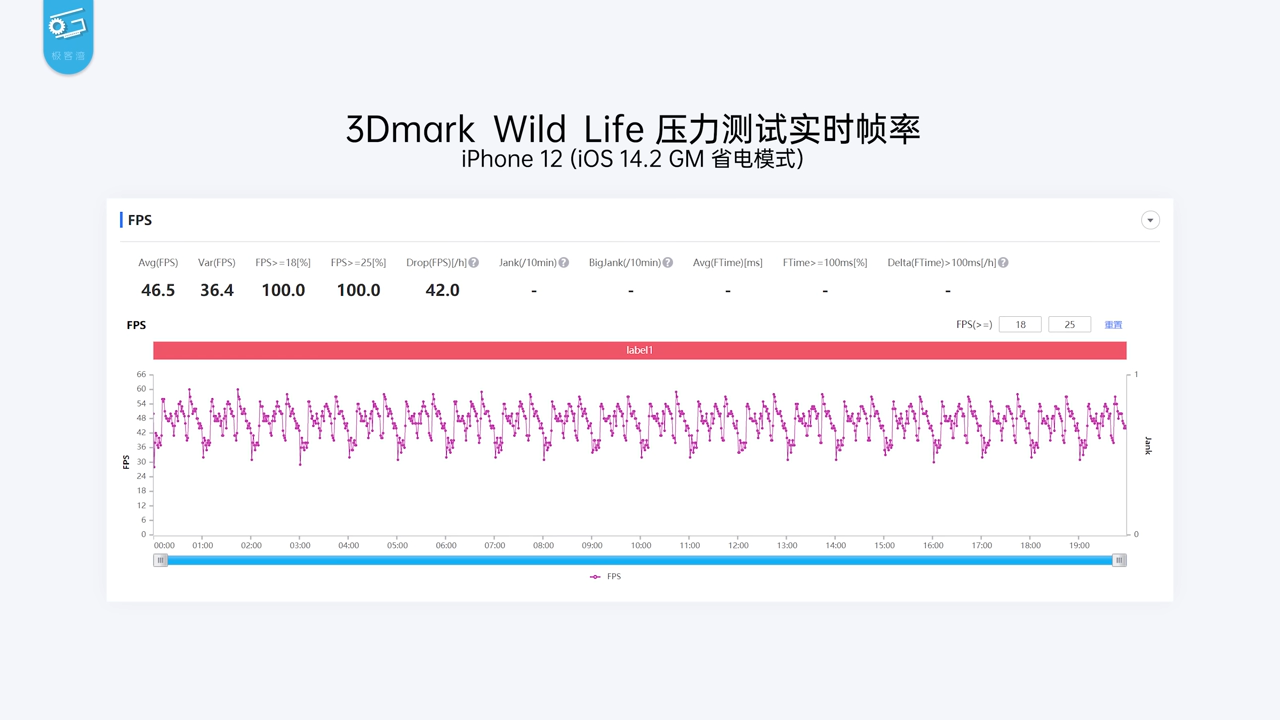 极客湾
3Dmark Wild Life 压力测试实时帧率
iPhone 12 (iOS 14.2 GM 省电模式)
FPS
Avg(FPS) Var(FPS) FPS>=18[%] FPS>=25[%] Drop(FPS)[/h] Jank(/10min) BigJank(/10min) Avg(FTime)[ms] FTime>=100ms[%] Delta(FTime)>100ms[/h]
46.5 36.4 100.0 100.0 42.0 - - - - -
FPS FPS(>=) 18 25 重置
label1
66 1
60
54
48
42
36
30
24
18
12
6
0 0
FPS
Jank
00:00 01:00 02:00 03:00 04:00 05:00 06:00 07:00 08:00 09:00 10:00 11:00 12:00 13:00 14:00 15:00 16:00 17:00 18:00 19:00
FPS